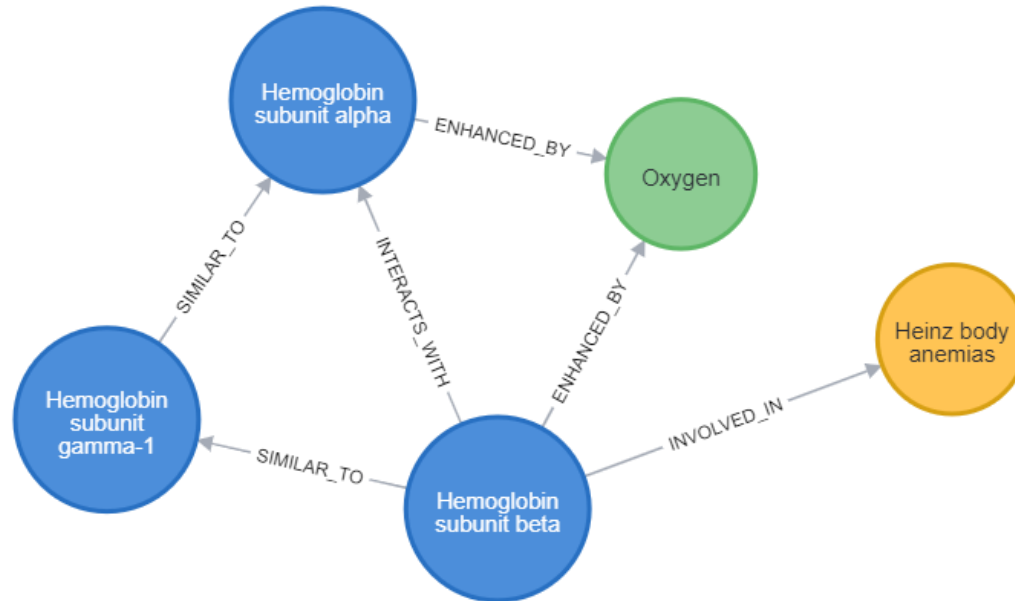 Hemoglobin
subunit alpha
ENHANCED_BY
Oxygen
SIMILAR_TO
INTERACTS_WITH
ENHANCED_BY
Heinz body
anemias
Hemoglobin
subunit
gamma-1
SIMILAR_TO
INVOLVED_IN
Hemoglobin
subunit beta